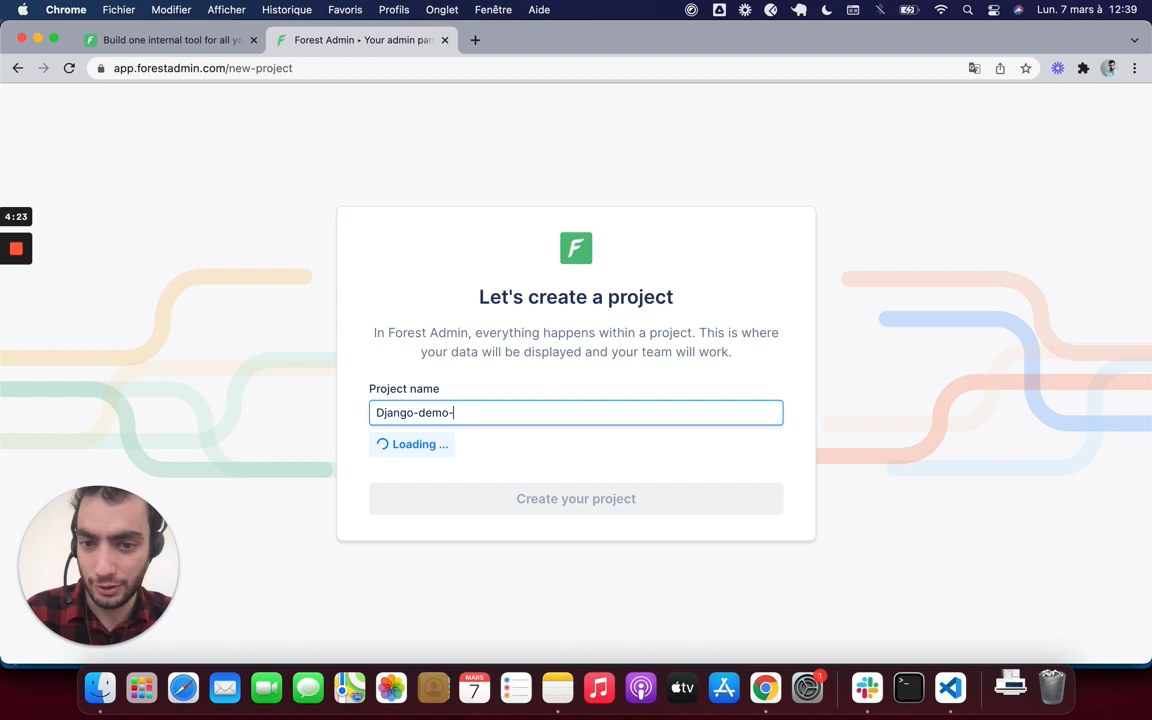 Chrome Fichier Modifier Afficher Historique Favoris Profils Onglet Fenêtre Aide Lun. 7 mars à 12:39
Build one internal tool for all yo
Forest Admin ▸ Your admin pan
app.forestadmin.com/new-project
4:23
F
Let's create a project
In Forest Admin, everything happens within a project. This is where
your data will be displayed and your team will work.
Project name
Django-demo-
Loading ...
Create your project
MARS
7
tv
1